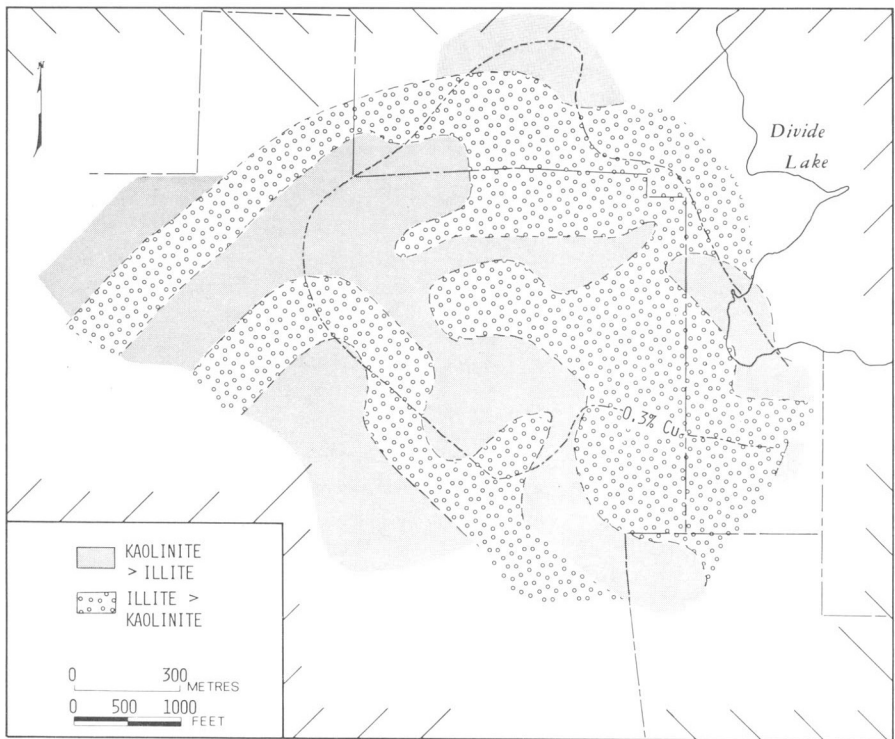 N
Divide
Lake
0.3% Cu.
KAOLINITE
> ILLITE
ILLITE >
KAOLINITE
0 300
METRES
0 500 1000
FEET